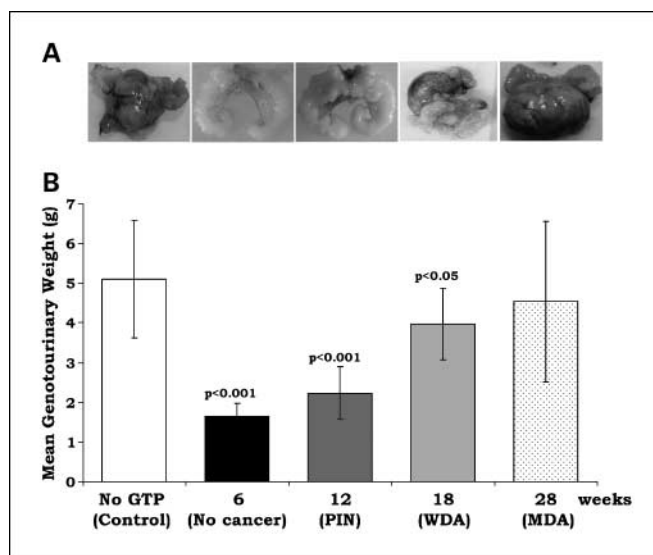 A
B
Mean Genotourinary Weight (g)
7
6
5
4
3
2
1
0
p<0.001
p<0.001
p<0.05
No GTP 6 12 18 28 weeks
(Control) (No cancer) (PIN) (WDA) (MDA)